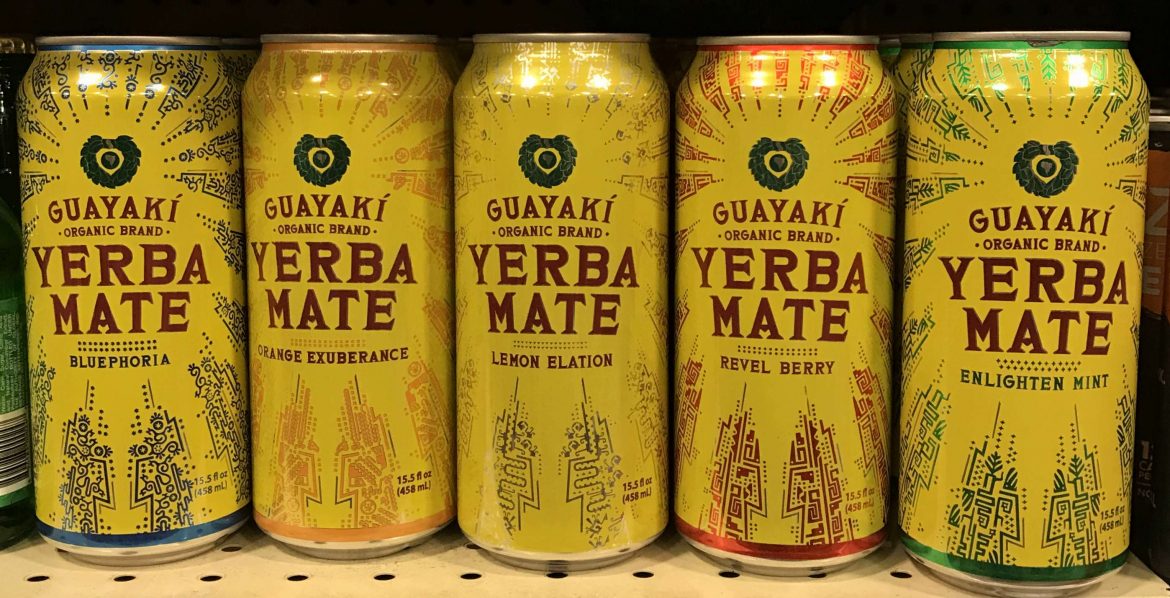 GUAYAKÍ
· ORGANIC BRAND ·
YERBA
MATE
BLUEPHORIA
15.5 fl oz
(458 mL)
GUAYAKÍ
· ORGANIC BRAND ·
YERBA
MATE
ORANGE EXUBERANCE
15.5 fl oz
(458 mL)
GUAYAKÍ
· ORGANIC BRAND ·
YERBA
MATE
LEMON ELATION
15.5 fl oz
(458 mL)
GUAYAKÍ
· ORGANIC BRAND ·
YERBA
MATE
REVEL BERRY
15.5 fl oz
(458 mL)
GUAYAKÍ
· ORGANIC BRAND ·
YERBA
MATE
ENLIGHTEN MINT
15.5 fl oz
(458 mL)